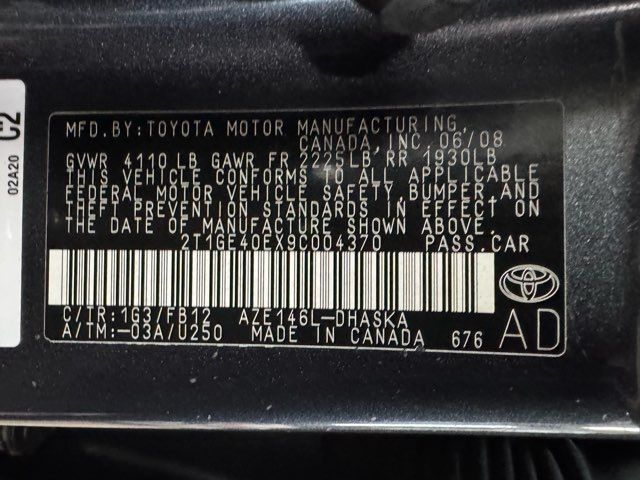 MFD.BY:TOYOTA MOTOR MANUFACTURING,
CANADA, INC. 06/08
GVWR 4110 LB GAWR FR 2225LB RR 1930LB
THIS VEHICLE CONFORMS TO ALL APPLICABLE
FEDERAL MOTOR VEHICLE SAFETY, BUMPER, AND
THEFT PREVENTION STANDARDS IN EFFECT ON
THE DATE OF MANUFACTURE SHOWN ABOVE.
2T1GE40EX9C004370 PASS.CAR
C/TR:1G3/FB12 AZE146L-DHASKA
A/TM:-03A/U250 MADE IN CANADA 676
AD
02A20